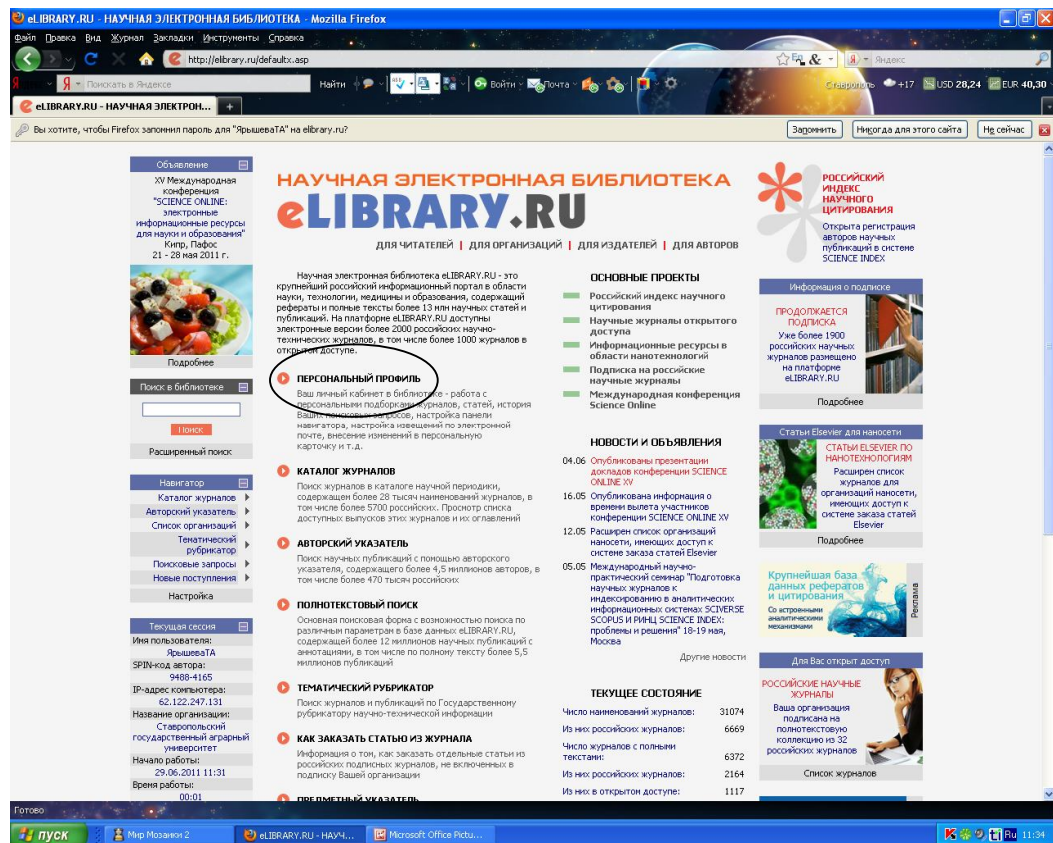 eLIBRARY.RU - НАУЧНАЯ ЭЛЕКТРОННАЯ БИБЛИОТЕКА - Mozilla Firefox
Файл Правка Вид Журнал Закладки Инструменты Справка
http://elibrary.ru/defaultx.asp
Яндекс
Поискать в Яндексе
Найти
Войти
Почта
Ставрополь
+17
USD 28,24
EUR 40,30
eLIBRARY.RU - НАУЧНАЯ ЭЛЕКТРОН...
Вы хотите, чтобы Firefox запомнил пароль для "ЯрышеваТА" на elibrary.ru?
Запомнить
Никогда для этого сайта
Не сейчас
Объявление
XV Международная
конференция
"SCIENCE ONLINE:
электронные
информационные ресурсы
для науки и образования"
Кипр, Пафос
21 - 28 мая 2011 г.
Подробнее
Поиск в библиотеке
Поиск
Расширенный поиск
Навигатор
Каталог журналов
Авторский указатель
Список организаций
Тематический
рубрикатор
Поисковые запросы
Новые поступления
Настройка
Текущая сессия
Имя пользователя:
ЯрышеваТА
SPIN-код автора:
9488-4165
IP-адрес компьютера:
62.122.247.131
Название организации:
Ставропольский
государственный аграрный
университет
Начало работы:
29.06.2011 11:31
Время работы:
00:01
НАУЧНАЯ ЭЛЕКТРОННАЯ БИБЛИОТЕКА
eLIBRARY.RU
ДЛЯ ЧИТАТЕЛЕЙ | ДЛЯ ОРГАНИЗАЦИЙ | ДЛЯ ИЗДАТЕЛЕЙ | ДЛЯ АВТОРОВ
Научная электронная библиотека eLIBRARY.RU - это
крупнейший российский информационный портал в области
науки, технологии, медицины и образования, содержащий
рефераты и полные тексты более 13 млн научных статей и
публикаций. На платформе eLIBRARY.RU доступны
электронные версии более 2000 российских научно-
технических журналов, в том числе более 1000 журналов в
открытом доступе.
ПЕРСОНАЛЬНЫЙ ПРОФИЛЬ
Ваш личный кабинет в библиотеке - работа с
персональными подборками журналов, статей, история
Ваших поисковых запросов, настройка панели
навигатора, настройка извещений по электронной
почте, внесение изменений в персональную
карточку и т.д.
КАТАЛОГ ЖУРНАЛОВ
Поиск журналов в каталоге научной периодики,
содержащем более 28 тысяч наименований журналов, в
том числе более 5700 российских. Просмотр списка
доступных выпусков этих журналов и их оглавлений
АВТОРСКИЙ УКАЗАТЕЛЬ
Поиск научных публикаций с помощью авторского
указателя, содержащего более 4,5 миллионов авторов, в
том числе более 470 тысяч российских
ПОЛНОТЕКСТОВЫЙ ПОИСК
Основная поисковая форма с возможностью поиска по
различным параметрам в базе данных eLIBRARY.RU,
содержащей более 12 миллионов научных публикаций с
аннотациями, в том числе по полному тексту более 5,5
миллионов публикаций
ТЕМАТИЧЕСКИЙ РУБРИКАТОР
Поиск журналов и публикаций по Государственному
рубрикатору научно-технической информации
КАК ЗАКАЗАТЬ СТАТЬЮ ИЗ ЖУРНАЛА
Информация о том, как заказать отдельные статьи из
российских подписных журналов, не включенных в
подписку Вашей организации
ПРЕДМЕТНЫЙ УКАЗАТЕЛЬ
ОСНОВНЫЕ ПРОЕКТЫ
Российский индекс научного
цитирования
Научные журналы открытого
доступа
Информационные ресурсы в
области нанотехнологий
Подписка на российские
научные журналы
Международная конференция
Science Online
НОВОСТИ И ОБЪЯВЛЕНИЯ
04.06 Опубликованы презентации
докладов конференции SCIENCE
ONLINE XV
16.05 Опубликована информация о
времени вылета участников
конференции SCIENCE ONLINE XV
12.05 Расширен список организаций
наносети, имеющих доступ к
системе заказа статей Elsevier
05.05 Международный научно-
практический семинар "Подготовка
научных журналов к
индексированию в аналитических
информационных системах SCIVERSE
SCOPUS И РИНЦ SCIENCE INDEX:
проблемы и решения" 18-19 мая,
Москва
Другие новости
ТЕКУЩЕЕ СОСТОЯНИЕ
Число наименований журналов: 31074
Из них российских журналов: 6669
Число журналов с полными
текстами: 6372
Из них российских журналов: 2164
Из них в открытом доступе: 1117
РОССИЙСКИЙ
ИНДЕКС
НАУЧНОГО
ЦИТИРОВАНИЯ
Открыта регистрация
авторов научных
публикаций в системе
SCIENCE INDEX
Информация о подписке
ПРОДОЛЖАЕТСЯ
ПОДПИСКА
Уже более 1900
российских научных
журналов размещено
на платформе
eLIBRARY.RU
Подробнее
Статьи Elsevier для наносети
СТАТЬИ ELSEVIER ПО
НАНОТЕХНОЛОГИЯМ
Расширен список
журналов для
организаций наносети,
имеющих доступ к
системе заказа статей
Elsevier
Подробнее
Крупнейшая база
данных рефератов
и цитирования
Со встроенными
аналитическими
механизмами
Реклама
Для Вас открыт доступ
РОССИЙСКИЕ НАУЧНЫЕ
ЖУРНАЛЫ
Ваша организация
подписана на
полнотекстовую
коллекцию из 32
российских журналов
Список журналов
Готово
пуск
Мир Мозаики 2
eLIBRARY.RU - НАУЧ...
Microsoft Office Pictu...
Ru
11:34